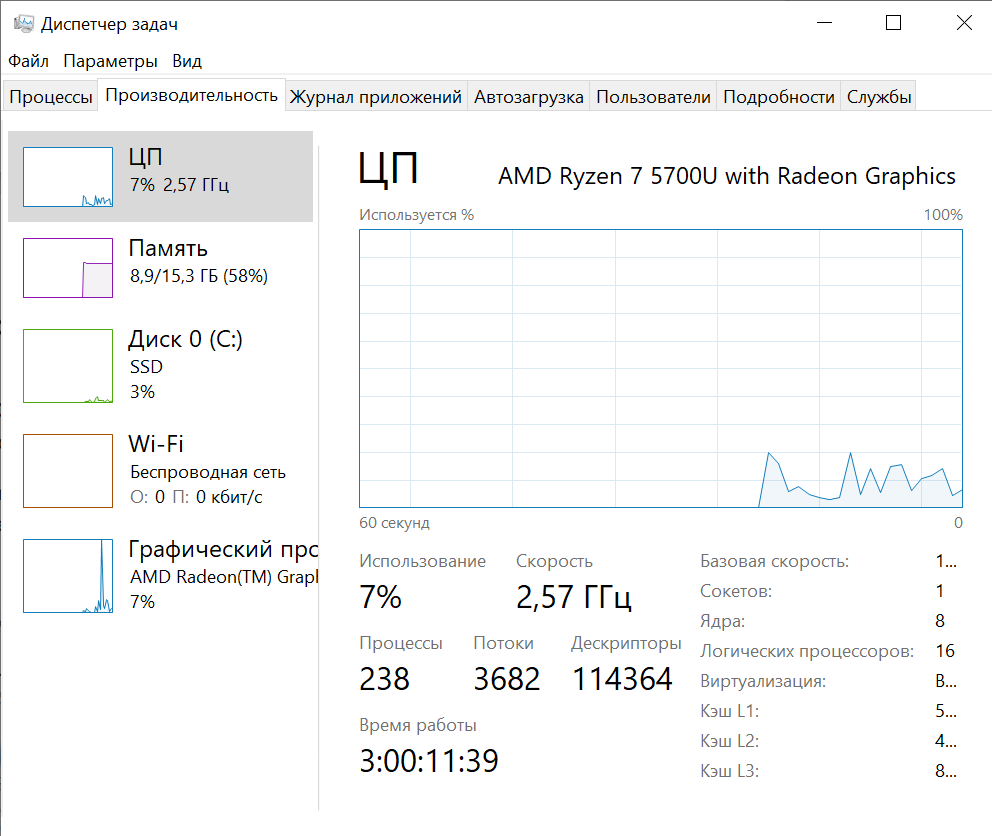 Диспетчер задач
Файл Параметры Вид
Процессы Производительность Журнал приложений Автозагрузка Пользователи Подробности Службы
ЦП
7% 2,57 ГГц
Память
8,9/15,3 ГБ (58%)
Диск 0 (C:)
SSD
3%
Wi-Fi
Беспроводная сеть
О: 0 П: 0 кбит/с
Графический прс
AMD Radeon(TM) Grapl
7%
ЦП AMD Ryzen 7 5700U with Radeon Graphics
Используется % 100%
60 секунд 0
Использование Скорость
7% 2,57 ГГц
Процессы Потоки Дескрипторы
238 3682 114364
Время работы
3:00:11:39
Базовая скорость: 1...
Сокетов: 1
Ядра: 8
Логических процессоров: 16
Виртуализация: В...
Кэш L1: 5...
Кэш L2: 4...
Кэш L3: 8...